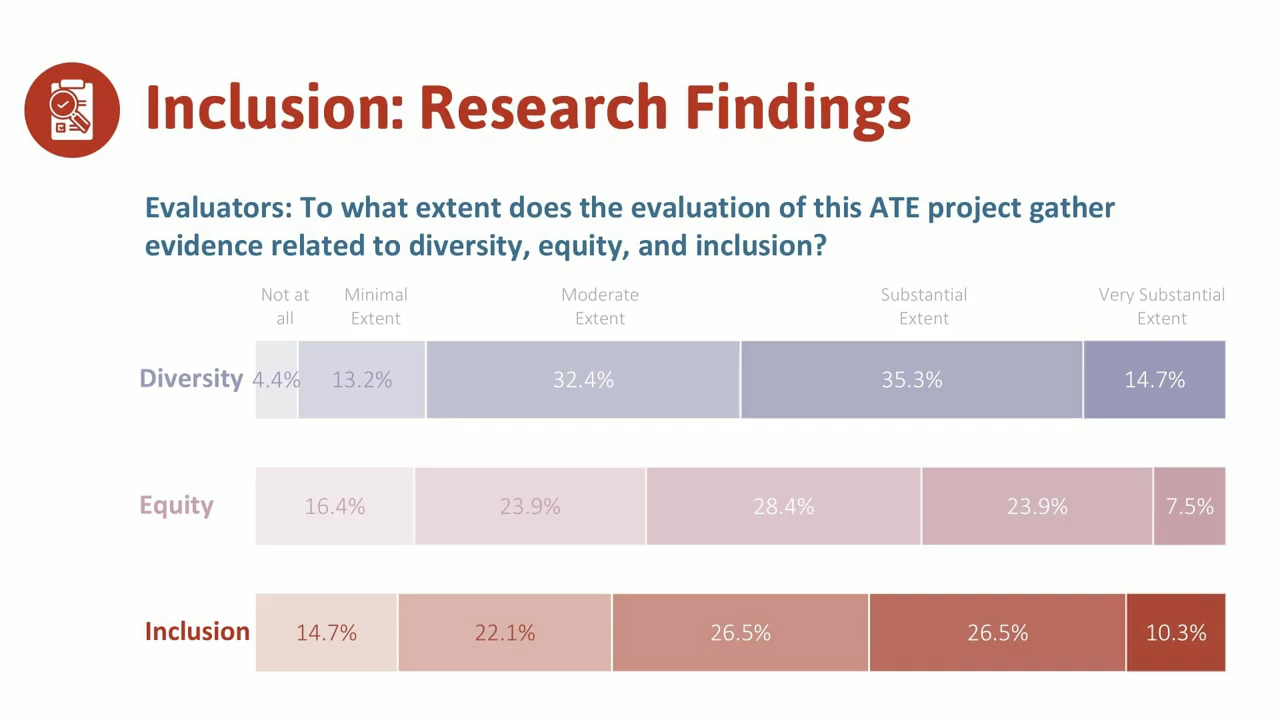 Inclusion: Research Findings
Evaluators: To what extent does the evaluation of this ATE project gather
evidence related to diversity, equity, and inclusion?
Not at all
Minimal Extent
Moderate Extent
Substantial Extent
Very Substantial Extent
Diversity 4.4% 13.2% 32.4% 35.3% 14.7%
Equity 16.4% 23.9% 28.4% 23.9% 7.5%
Inclusion 14.7% 22.1% 26.5% 26.5% 10.3%